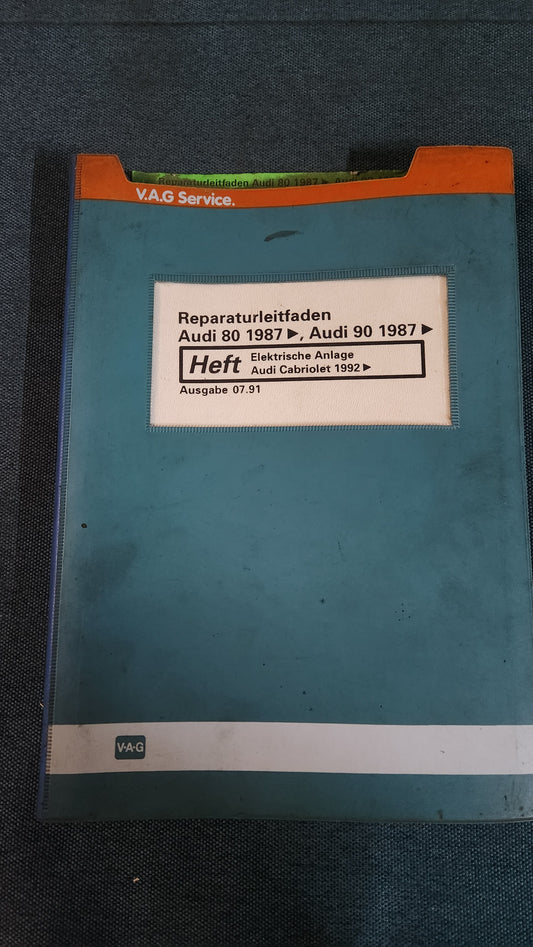 Reparaturleitfaden Audi 80 1987 ►
V.A.G Service.
Reparaturleitfaden
Audi 80 1987 ►, Audi 90 1987 ►
Heft
Elektrische Anlage
Audi Cabriolet 1992 ►
Ausgabe 07.91
V·A·G